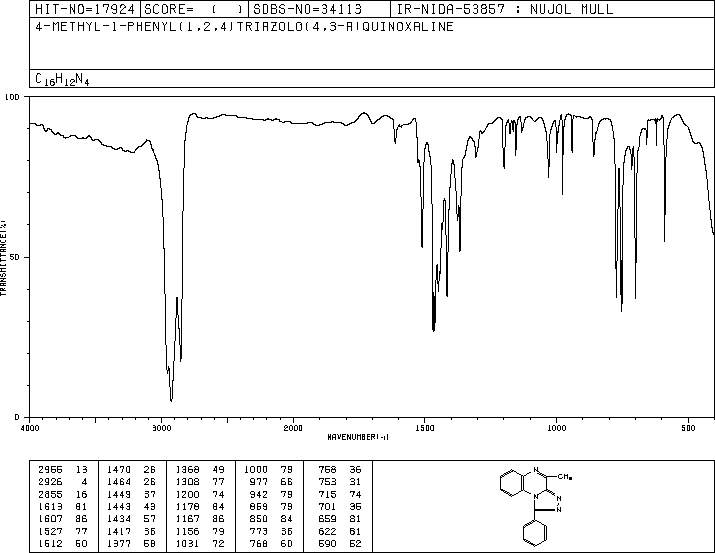 HIT-NO=17924 SCORE= ( ) SDBS-NO=34113 IR-NIDA-53857 : NUJOL MULL
4-METHYL-1-PHENYL(1,2,4)TRIAZOLO(4,3-A)QUINOXALINE
C16H12N4
100
TRANSMITTANCE(%)
50
0
4000 3000 2000 1500 1000 500
WAVENUMBER(-1)
2955 13 1470 26 1368 49 1000 79 758 36
2926 4 1464 26 1308 77 977 66 753 31
2855 16 1449 37 1200 74 942 79 715 74
1613 81 1443 43 1178 84 859 79 701 35
1607 86 1434 57 1167 86 850 84 659 81
1527 77 1417 36 1156 79 773 36 622 81
1512 50 1377 58 1031 72 768 60 590 52
N CH3
N N
N